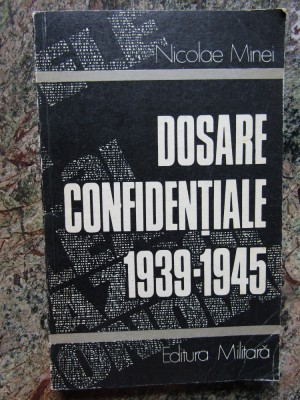 Nicolae Minei
DOSARE
CONFIDENȚIALE
1939-1945
Editura Militară